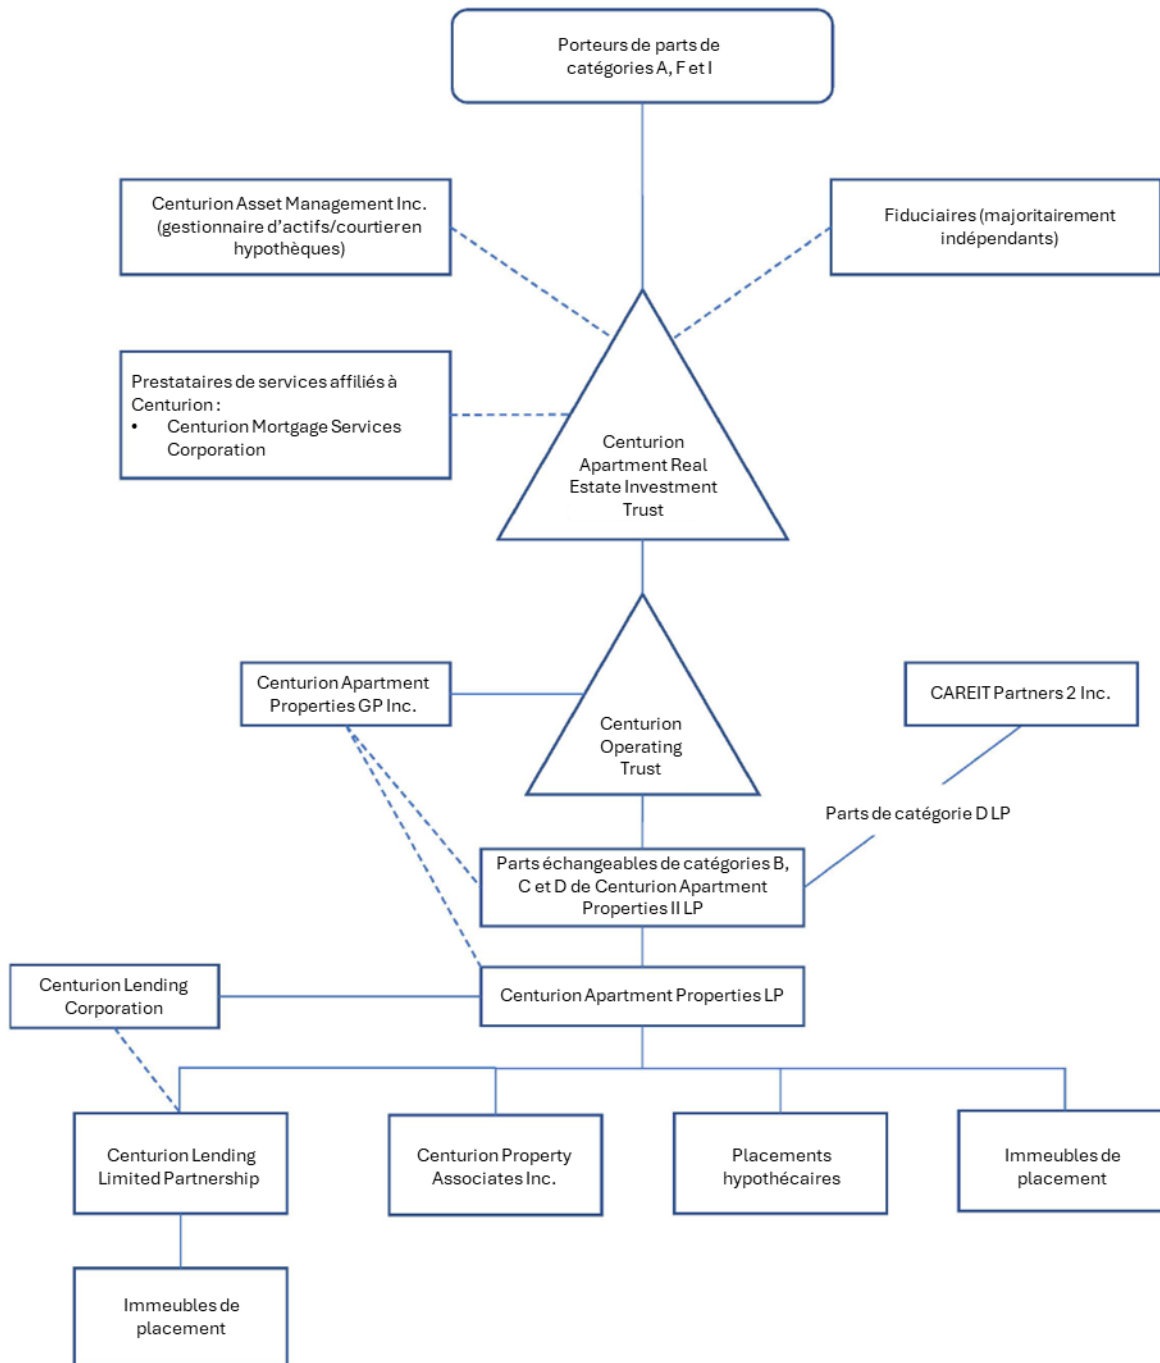 Porteurs de parts de
catégories A, F et I
Centurion Asset Management Inc.
(gestionnaire d’actifs/courtier en
hypothèques)
Fiduciaires (majoritairement
indépendants)
Prestataires de services affiliés à
Centurion :
• Centurion Mortgage Services
Corporation
Centurion
Apartment Real
Estate Investment
Trust
Centurion Apartment
Properties GP Inc.
CAREIT Partners 2 Inc.
Centurion
Operating
Trust
Parts de catégorie D LP
Parts échangeables de catégories B,
C et D de Centurion Apartment
Properties II LP
Centurion Lending
Corporation
Centurion Apartment Properties LP
Centurion Lending
Limited Partnership
Centurion Property
Associates Inc.
Placements
hypothécaires
Immeubles de
placement
Immeubles de
placement